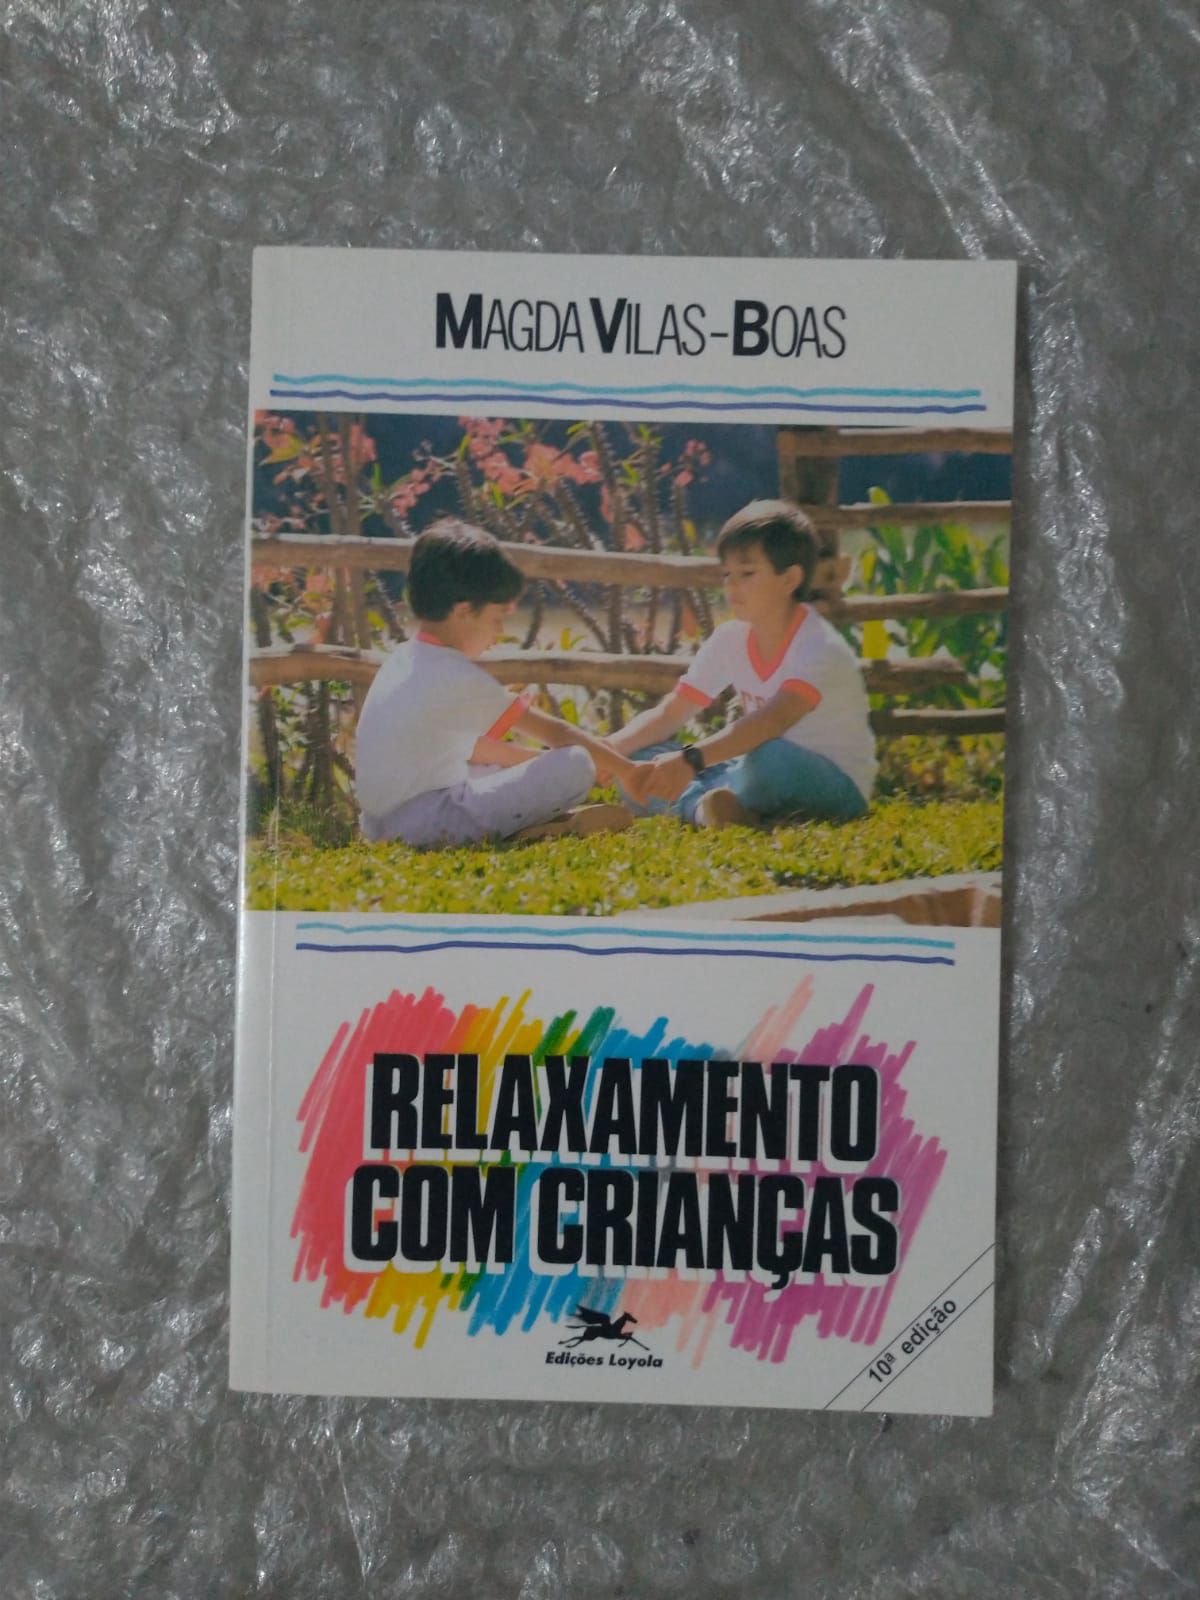 MAGDA VILAS-BOAS
RELAXAMENTO
COM CRIANÇAS
Edições Loyola
10ª edição